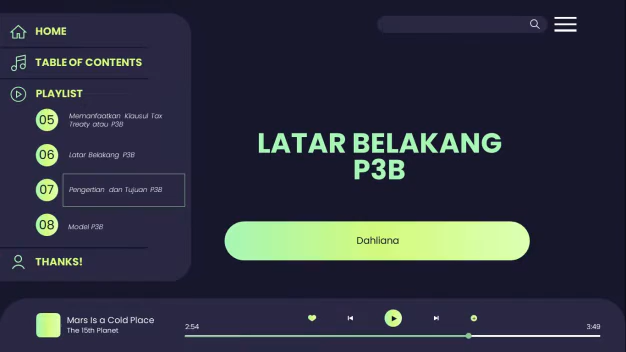 HOME
TABLE OF CONTENTS
PLAYLIST
05
Memanfaatkan Klausul Tax
Treaty atau P3B
06
Latar Belakang P3B
07
Pengertian dan Tujuan P3B
08
Model P3B
THANKS!
LATAR BELAKANG
P3B
Dahliana
Mars Is a Cold Place
The 15th Planet
2:54
3:49